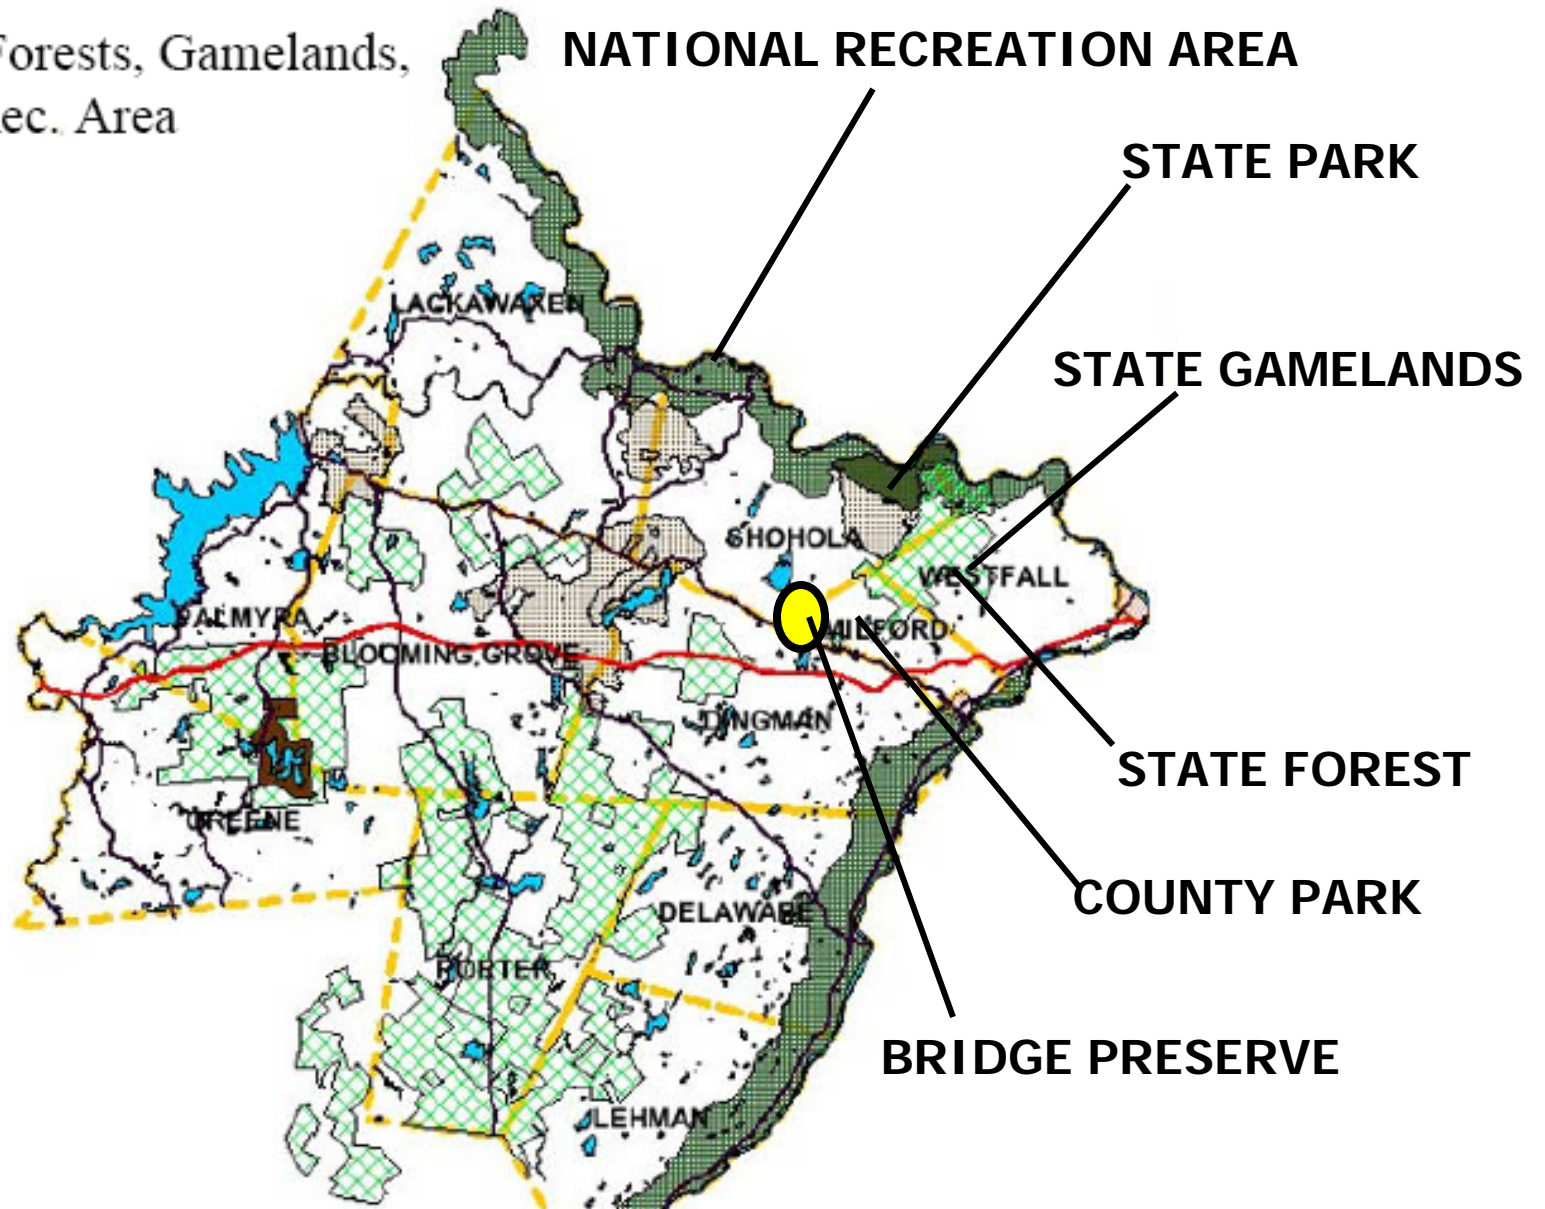 Forests, Gamelands,
ec. Area
NATIONAL RECREATION AREA
STATE PARK
LACKAWAXEN
STATE GAMELANDS
SHOHOLA
WESTFALL
PALMYRA
MILFORD
BLOOMING GROVE
DINGMAN
STATE FOREST
GREENE
COUNTY PARK
DELAWARE
PORTER
BRIDGE PRESERVE
LEHMAN